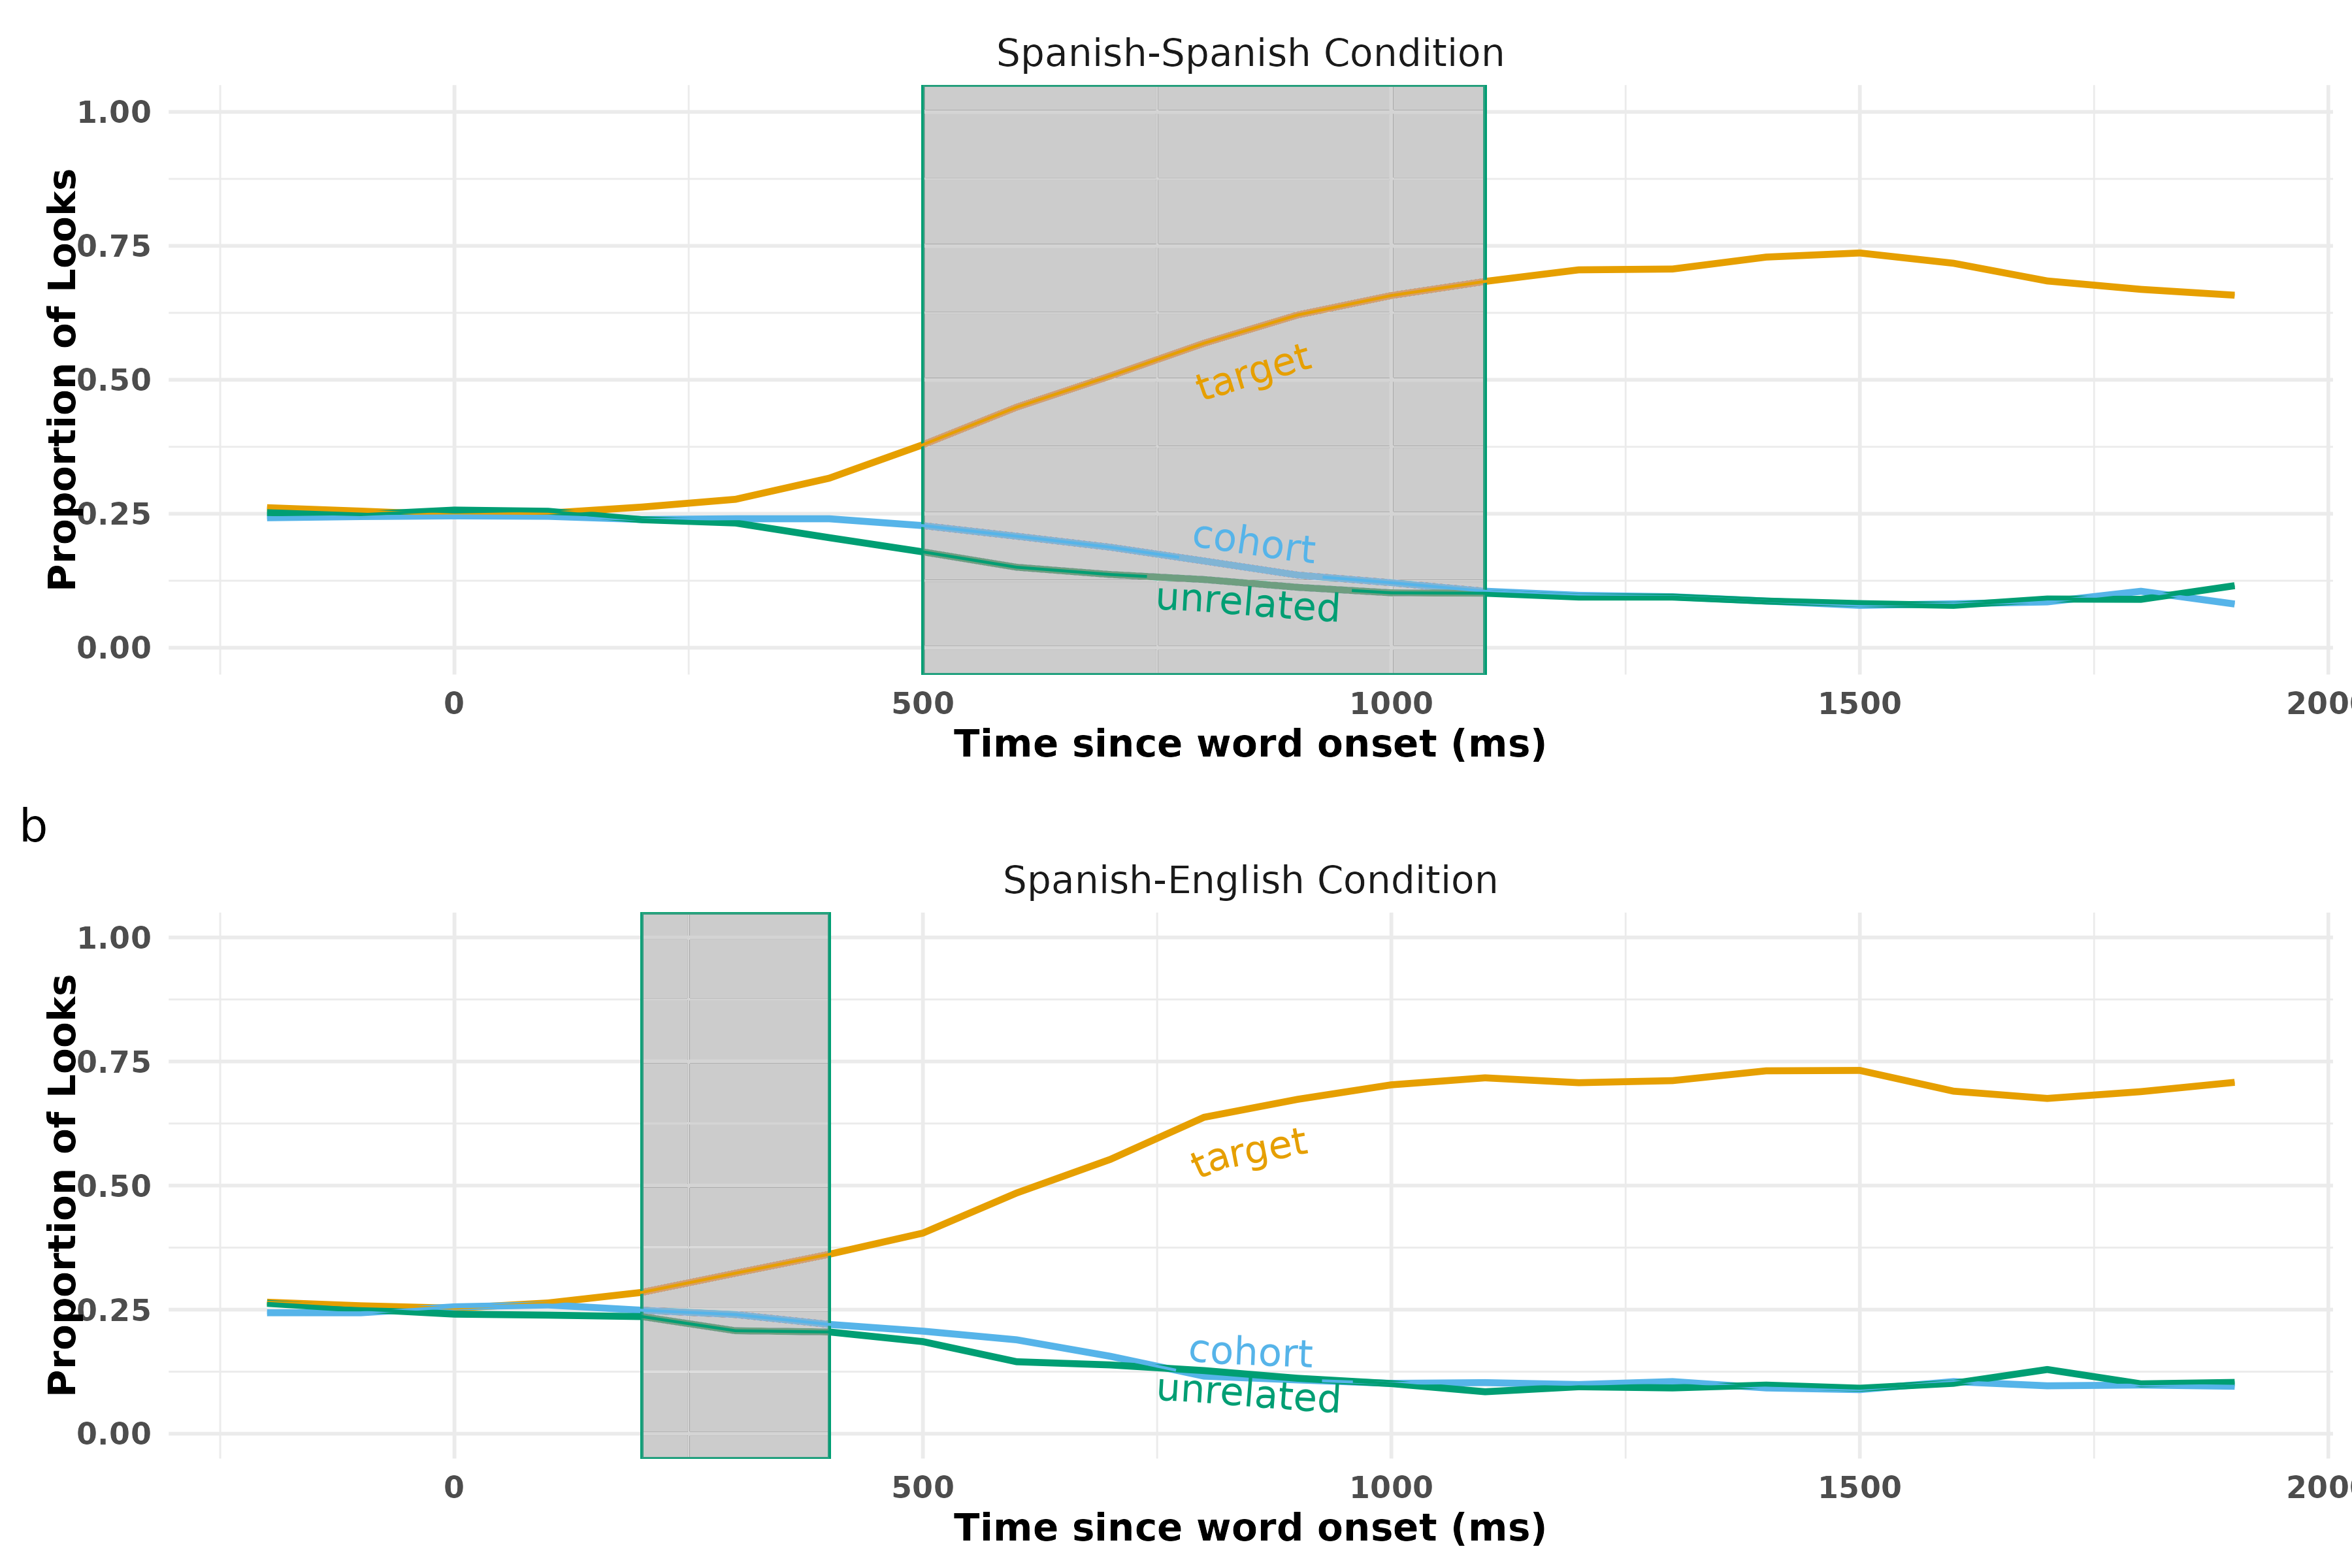 Spanish-Spanish Condition
1.00
0.75
0.50
0.25
0.00
Proportion of Looks
target
cohort
unrelated
0 500 1000 1500
Time since word onset (ms)
b
Spanish-English Condition
1.00
0.75
0.50
0.25
0.00
Proportion of Looks
target
cohort
unrelated
0 500 1000 1500
Time since word onset (ms)